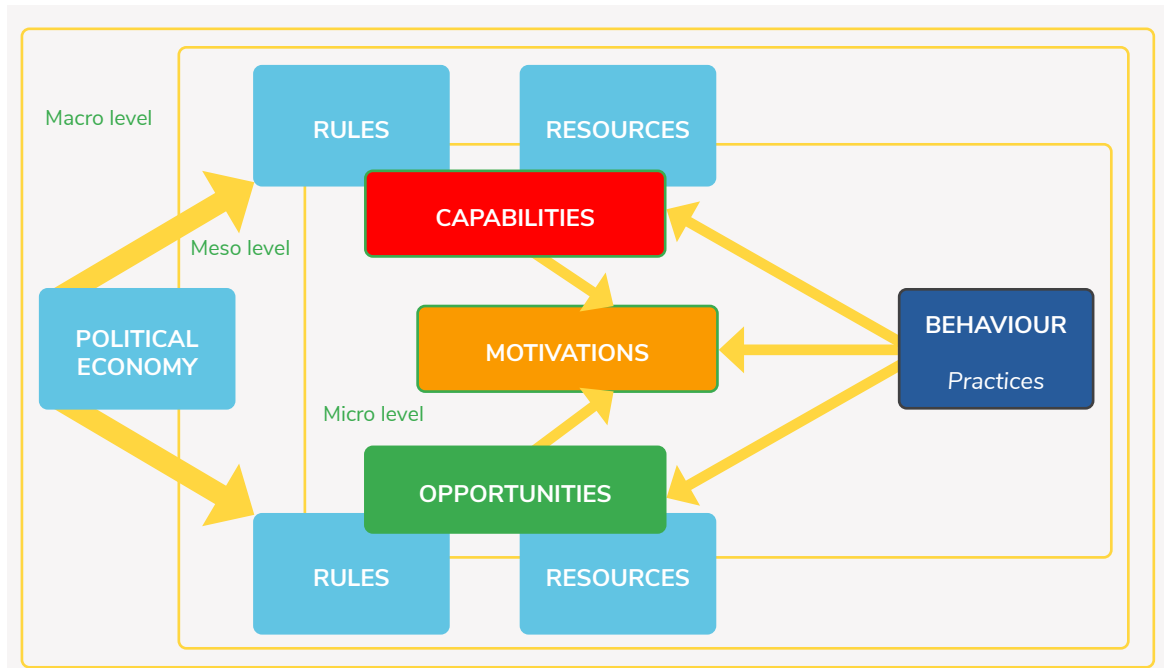 Macro level
RULES
RESOURCES
CAPABILITIES
Meso level
POLITICAL
ECONOMY
MOTIVATIONS
BEHAVIOUR
Practices
Micro level
OPPORTUNITIES
RULES
RESOURCES